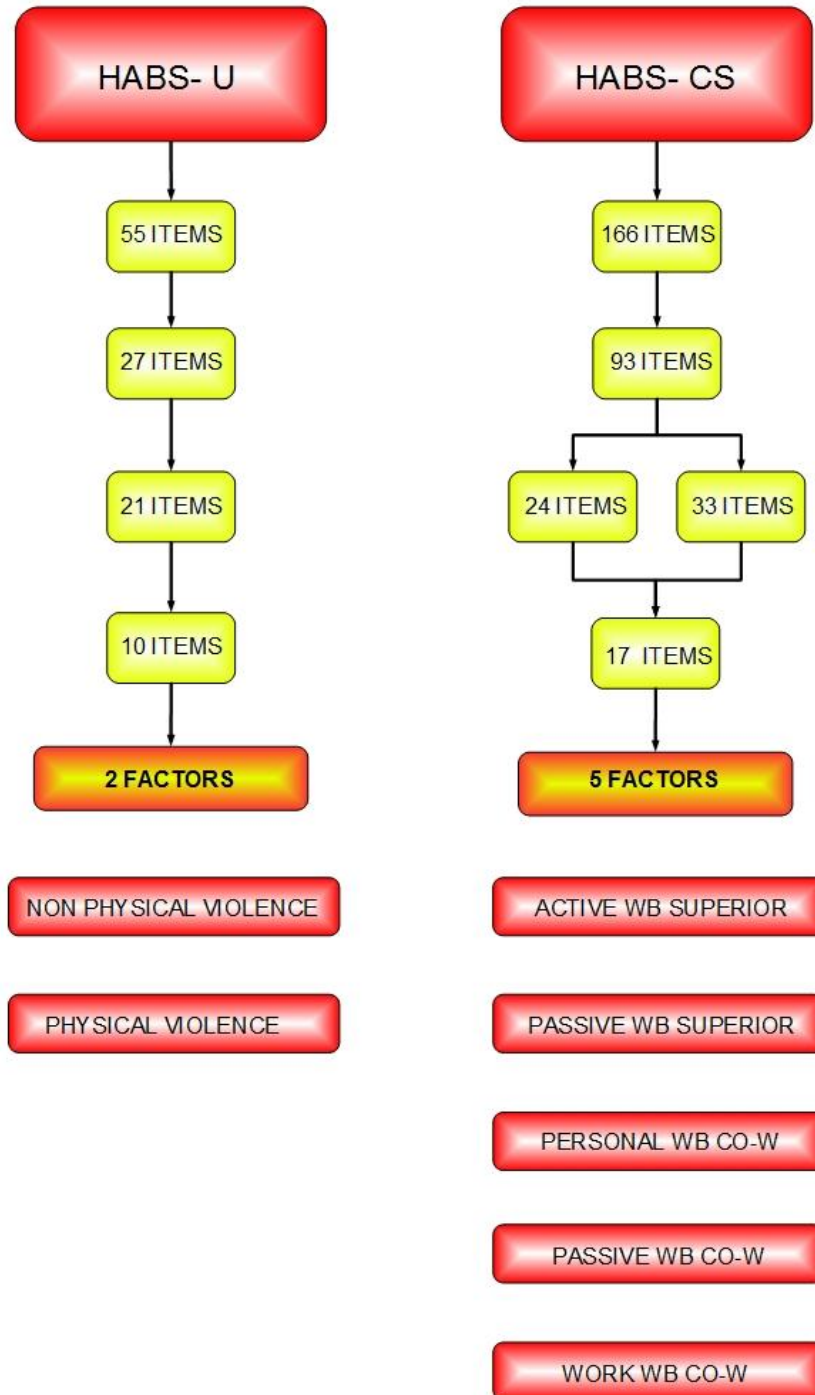 HABS- U
55 ITEMS
27 ITEMS
21 ITEMS
10 ITEMS
2 FACTORS
NON PHYSICAL VIOLENCE
PHYSICAL VIOLENCE
HABS- CS
166 ITEMS
93 ITEMS
24 ITEMS
33 ITEMS
17 ITEMS
5 FACTORS
ACTIVE WB SUPERIOR
PASSIVE WB SUPERIOR
PERSONAL WB CO-W
PASSIVE WB CO-W
WORK WB CO-W